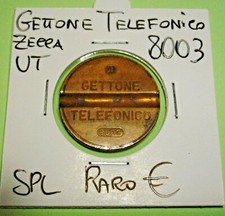 GETTONE TELEFONICO
ZECCA
8003
UT
GETTONE
TELEFONICO
SPL RARO €